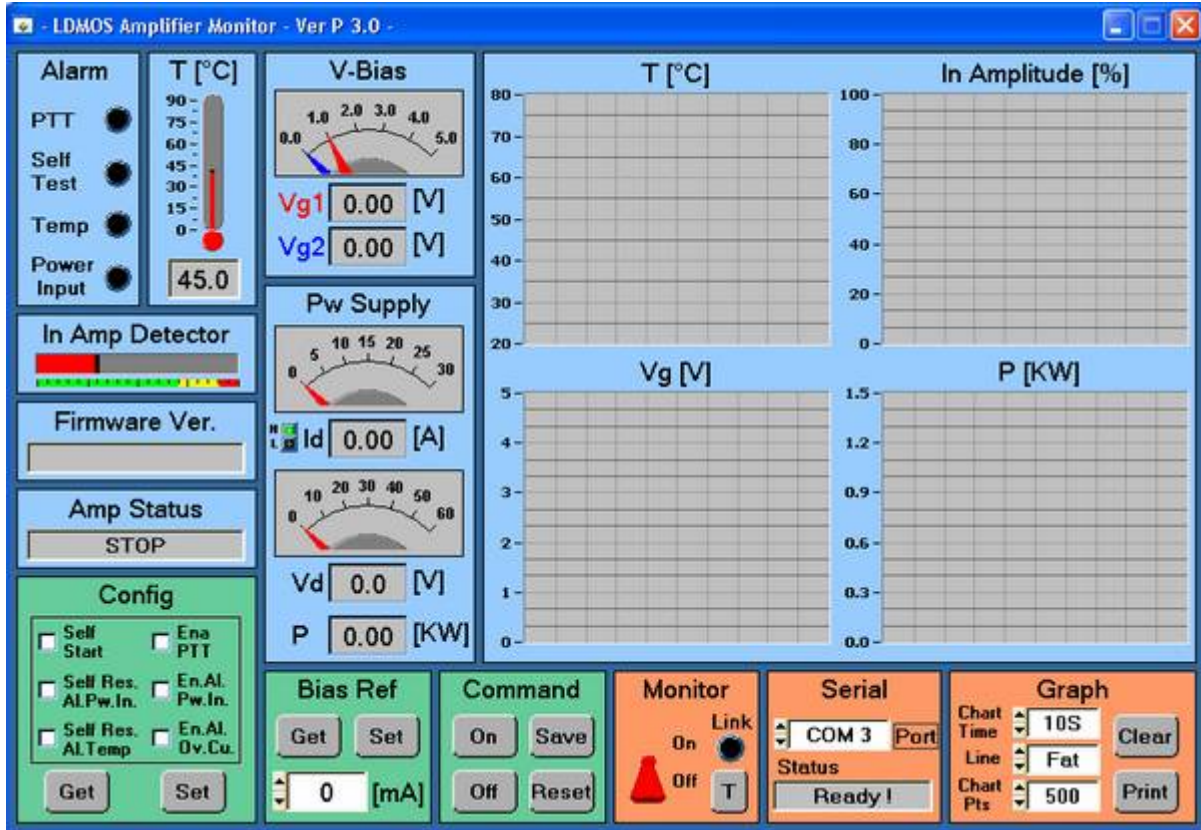 - LDMOS Amplifier Monitor - Ver P 3.0 -
Alarm
PTT
Self
Test
Temp
Power
Input
T [°C]
90
75
60
45
30
15
0
45.0
In Amp Detector
Firmware Ver.
Amp Status
STOP
Config
Self
Start
Ena
PTT
Self Res.
Al.Pw.In.
En.Al.
Pw.In.
Self Res.
Al.Temp
En.Al.
Ov.Cu.
Get
Set
V-Bias
0.0 1.0 2.0 3.0 4.0 5.0
Vg1 0.00 [V]
Vg2 0.00 [V]
Pw Supply
0 5 10 15 20 25 30
H
L
Id 0.00 [A]
0 10 20 30 40 50 60
Vd 0.0 [V]
P 0.00 [KW]
T [°C]
80
70
60
50
40
30
20
In Amplitude [%]
100
80
60
40
20
0
Vg [V]
5
4
3
2
1
0
P [KW]
1.5
1.2
0.9
0.6
0.3
0.0
Bias Ref
Get Set
0 [mA]
Command
On Save
Off Reset
Monitor
Link
On
Off
T
Serial
COM 3 Port
Status
Ready !
Graph
Chart
Time
10S
Clear
Line Fat
Chart
Pts
500
Print